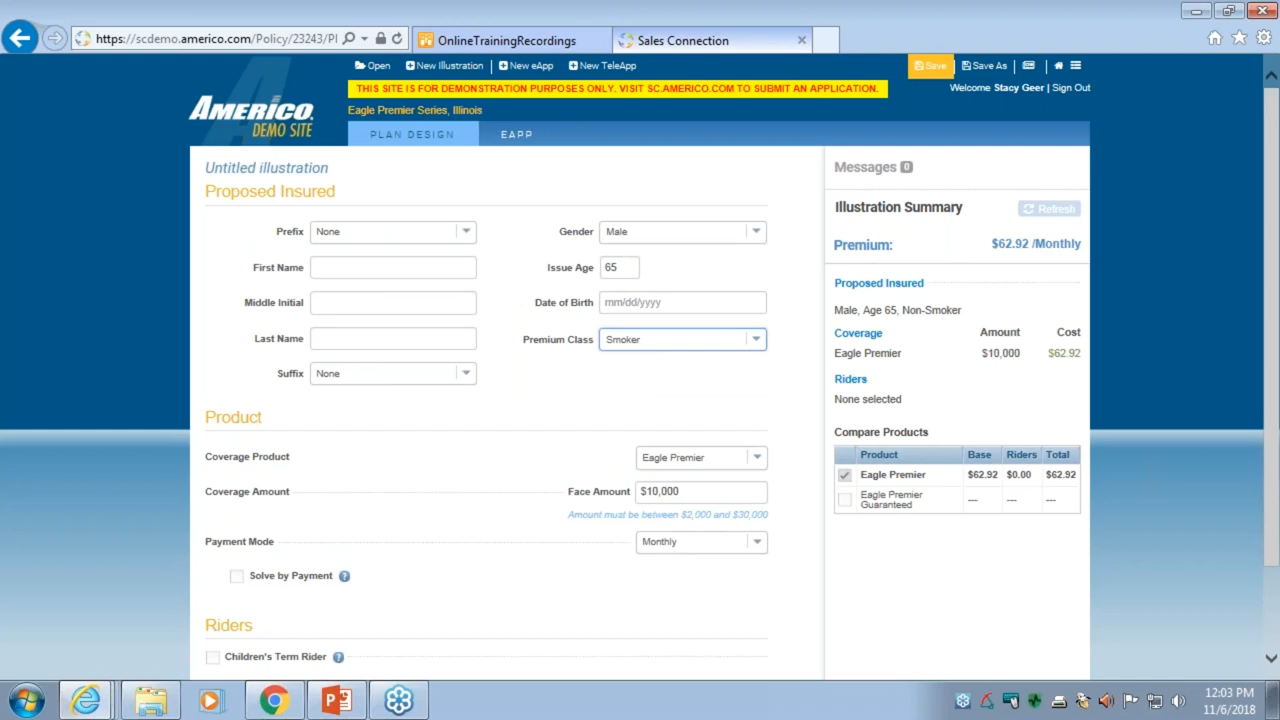 https://scdemo.americo.com/Policy/23243/Pl
OnlineTrainingRecordings
Sales Connection
Open
New Illustration
New eApp
New TeleApp
Save
Save As
THIS SITE IS FOR DEMONSTRATION PURPOSES ONLY. VISIT SC.AMERICO.COM TO SUBMIT AN APPLICATION.
Welcome Stacy Geer | Sign Out
AMERICO
DEMO SITE
Eagle Premier Series, Illinois
PLAN DESIGN
EAPP
Untitled illustration
Proposed Insured
Prefix None
Gender Male
First Name
Issue Age 65
Middle Initial
Date of Birth mm/dd/yyyy
Last Name
Premium Class Smoker
Suffix None
Product
Coverage Product Eagle Premier
Coverage Amount Face Amount $10,000
Amount must be between $2,000 and $30,000
Payment Mode Monthly
Solve by Payment ?
Riders
Children's Term Rider ?
Messages 0
Illustration Summary
Refresh
Premium: $62.92 /Monthly
Proposed Insured
Male, Age 65, Non-Smoker
Coverage Amount Cost
Eagle Premier $10,000 $62.92
Riders
None selected
Compare Products
Product Base Riders Total
Eagle Premier $62.92 $0.00 $62.92
Eagle Premier Guaranteed --- --- ---
12:03 PM
11/6/2018